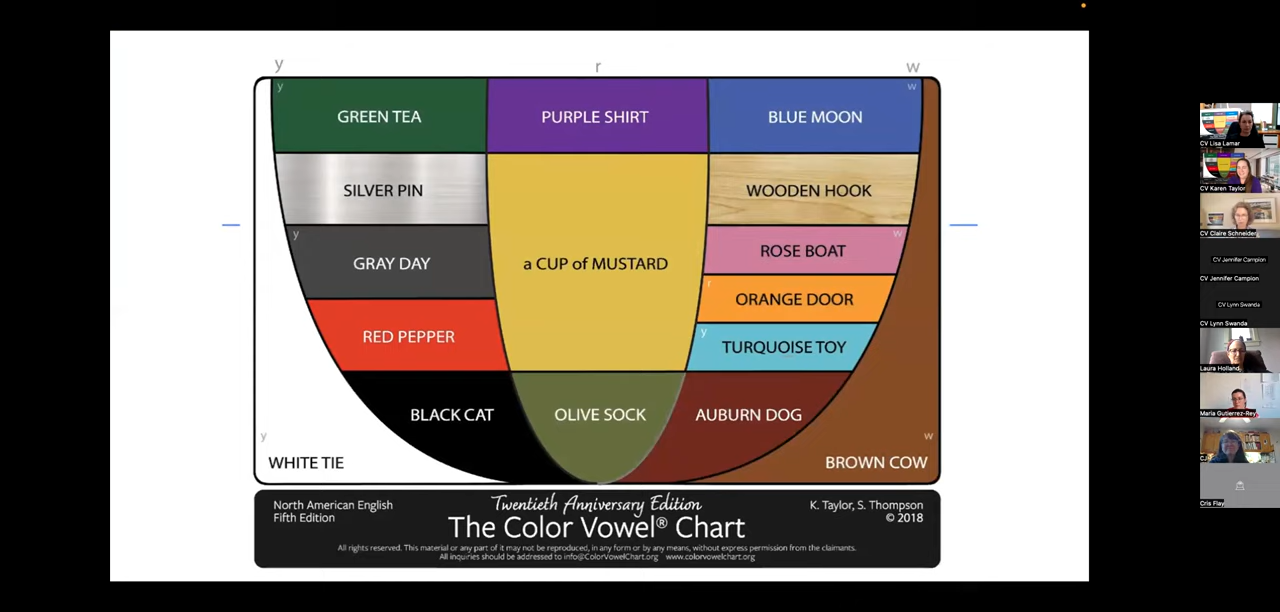 y r w
y w
GREEN TEA PURPLE SHIRT BLUE MOON
SILVER PIN WOODEN HOOK
y w
GRAY DAY a CUP of MUSTARD ROSE BOAT
r
ORANGE DOOR
y
RED PEPPER TURQUOISE TOY
BLACK CAT OLIVE SOCK AUBURN DOG
y w
WHITE TIE BROWN COW
North American English
Fifth Edition
Twentieth Anniversary Edition
The Color Vowel® Chart
K. Taylor, S. Thompson
© 2018
All rights reserved. This material or any part of it may not be reproduced, in any form or by any means, without express permission from the claimants.
All inquiries should be addressed to info@ColorVowelChart.org www.colorvowelchart.org
CV Lisa Lamar
CV Karen Taylor
CV Claire Schneider
CV Jennifer Campion
CV Jennifer Campion
CV Lynn Swanda
CV Lynn Swanda
Laura Holland
Maria Gutierrez-Rey
Cris Flay